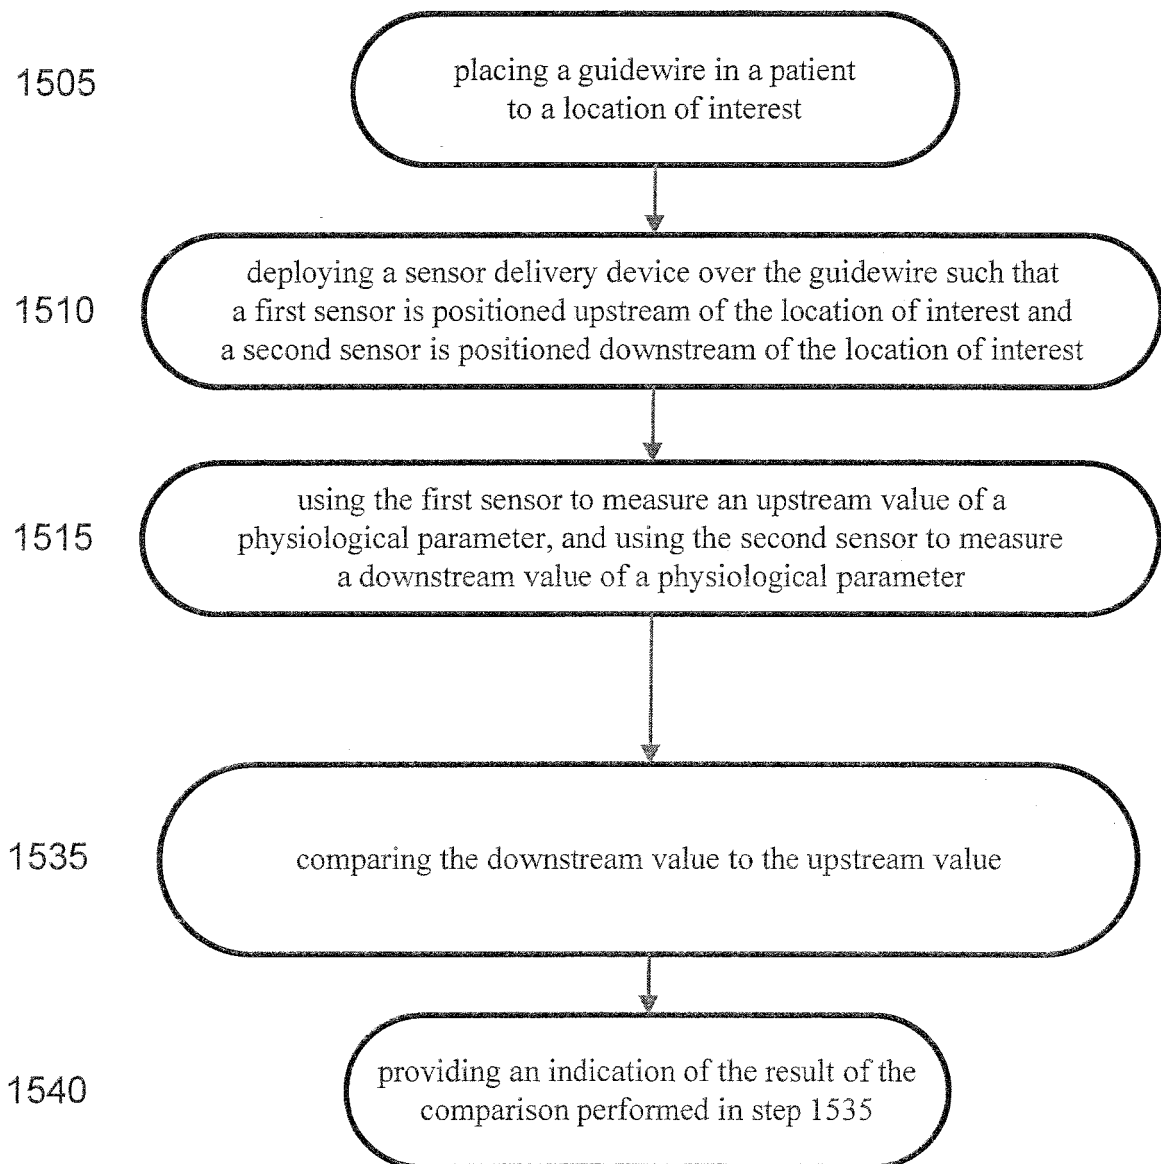 1505
placing a guidewire in a patient
to a location of interest
1510
deploying a sensor delivery device over the guidewire such that
a first sensor is positioned upstream of the location of interest and
a second sensor is positioned downstream of the location of interest
1515
using the first sensor to measure an upstream value of a
physiological parameter, and using the second sensor to measure
a downstream value of a physiological parameter
1535
comparing the downstream value to the upstream value
1540
providing an indication of the result of the
comparison performed in step 1535